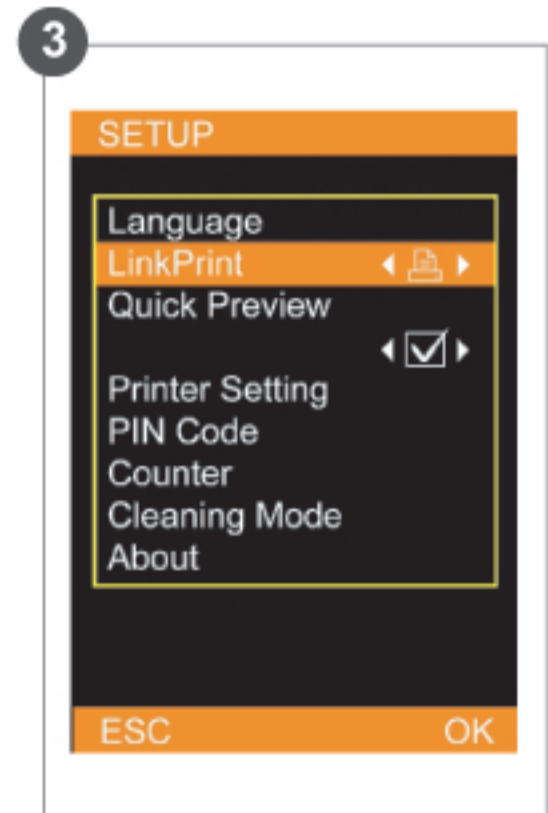 3
SETUP
Language
LinkPrint
Quick Preview
Printer Setting
PIN Code
Counter
Cleaning Mode
About
ESC OK